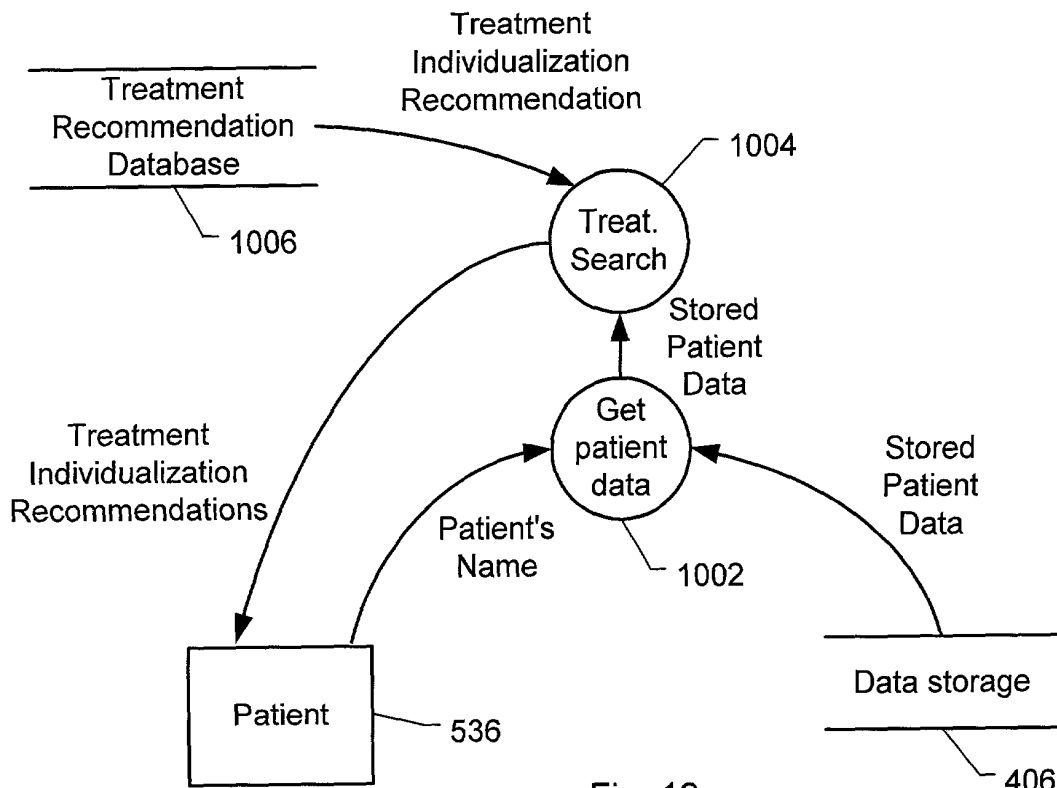 Treatment
Individualization
Recommendation
Treatment
Recommendation
Database
1006
1004
Treat.
Search
Stored
Patient
Data
Get
patient
data
1002
Stored
Patient
Data
Treatment
Individualization
Recommendations
Patient's
Name
Patient
536
Data storage
406